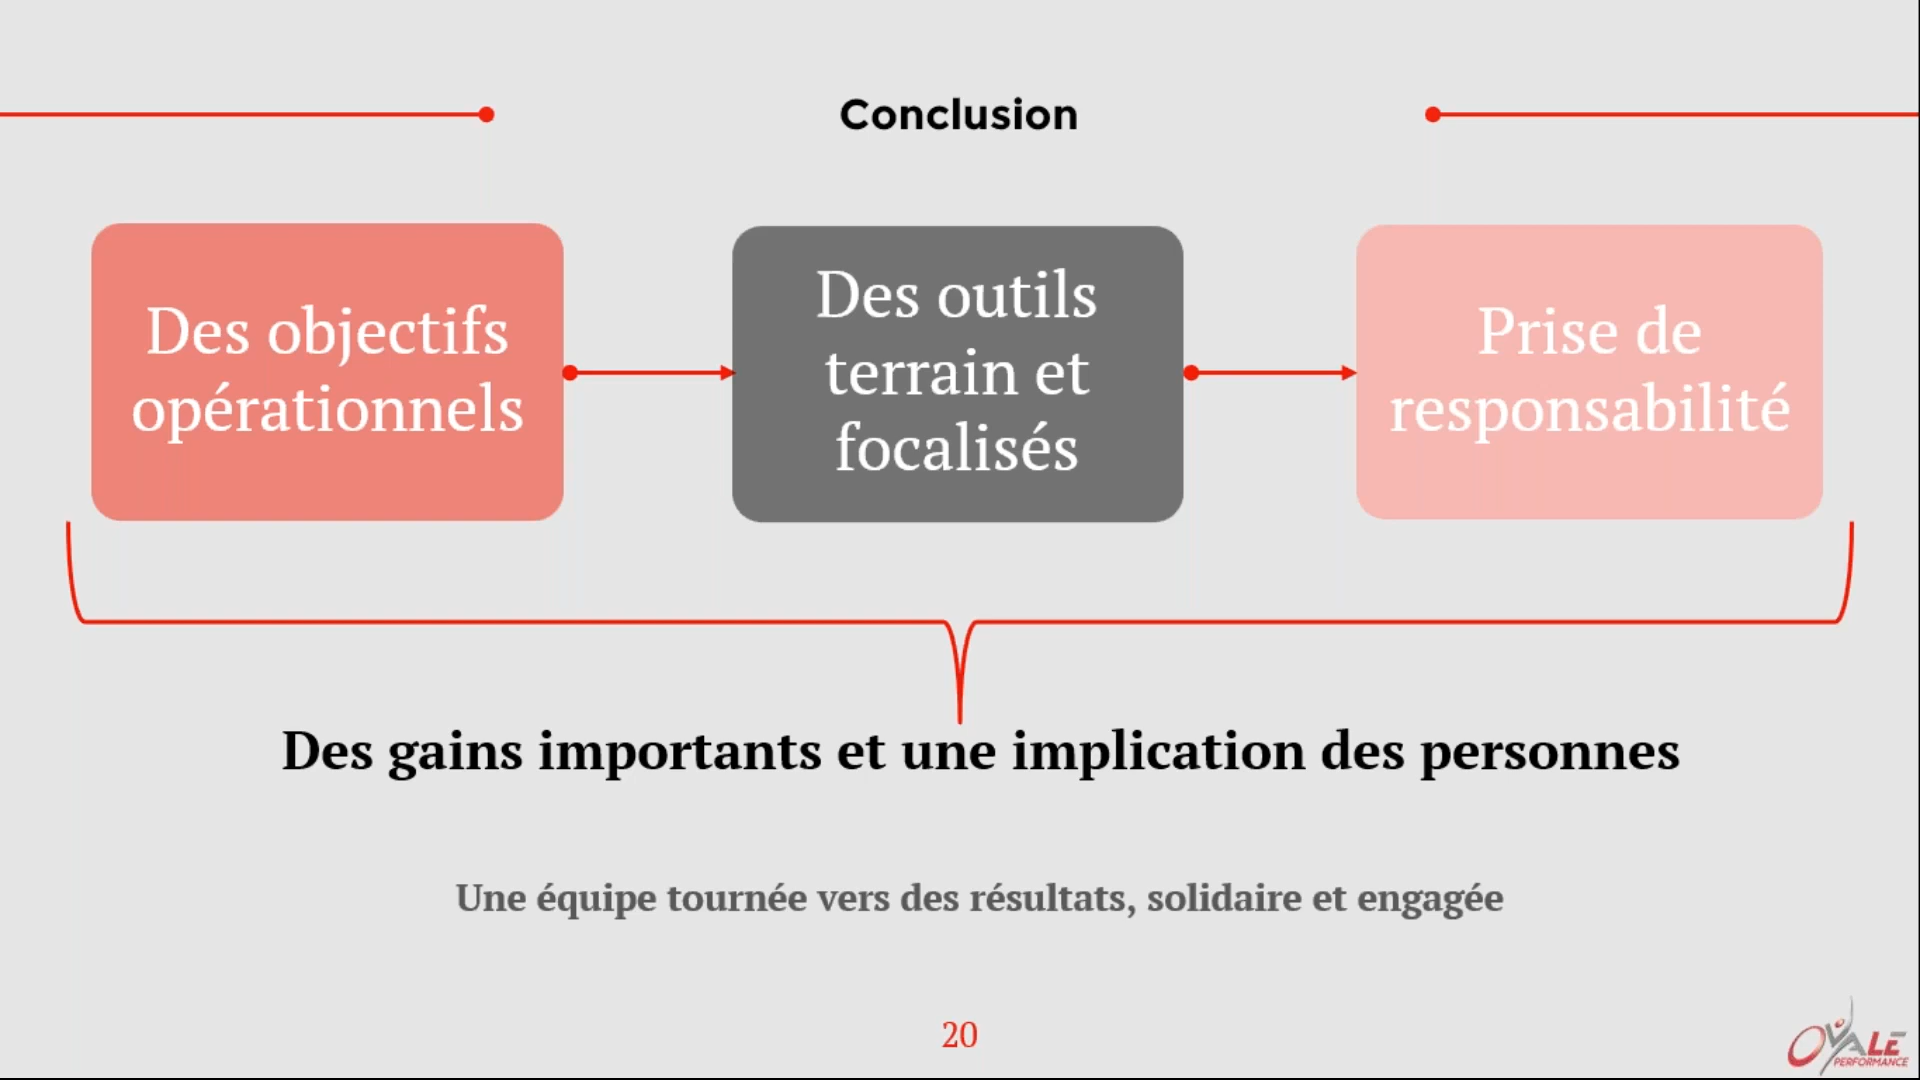 Conclusion
Des objectifs
opérationnels
Des outils
terrain et
focalisés
Prise de
responsabilité
Des gains importants et une implication des personnes
Une équipe tournée vers des résultats, solidaire et engagée
20
OVALE
PERFORMANCE